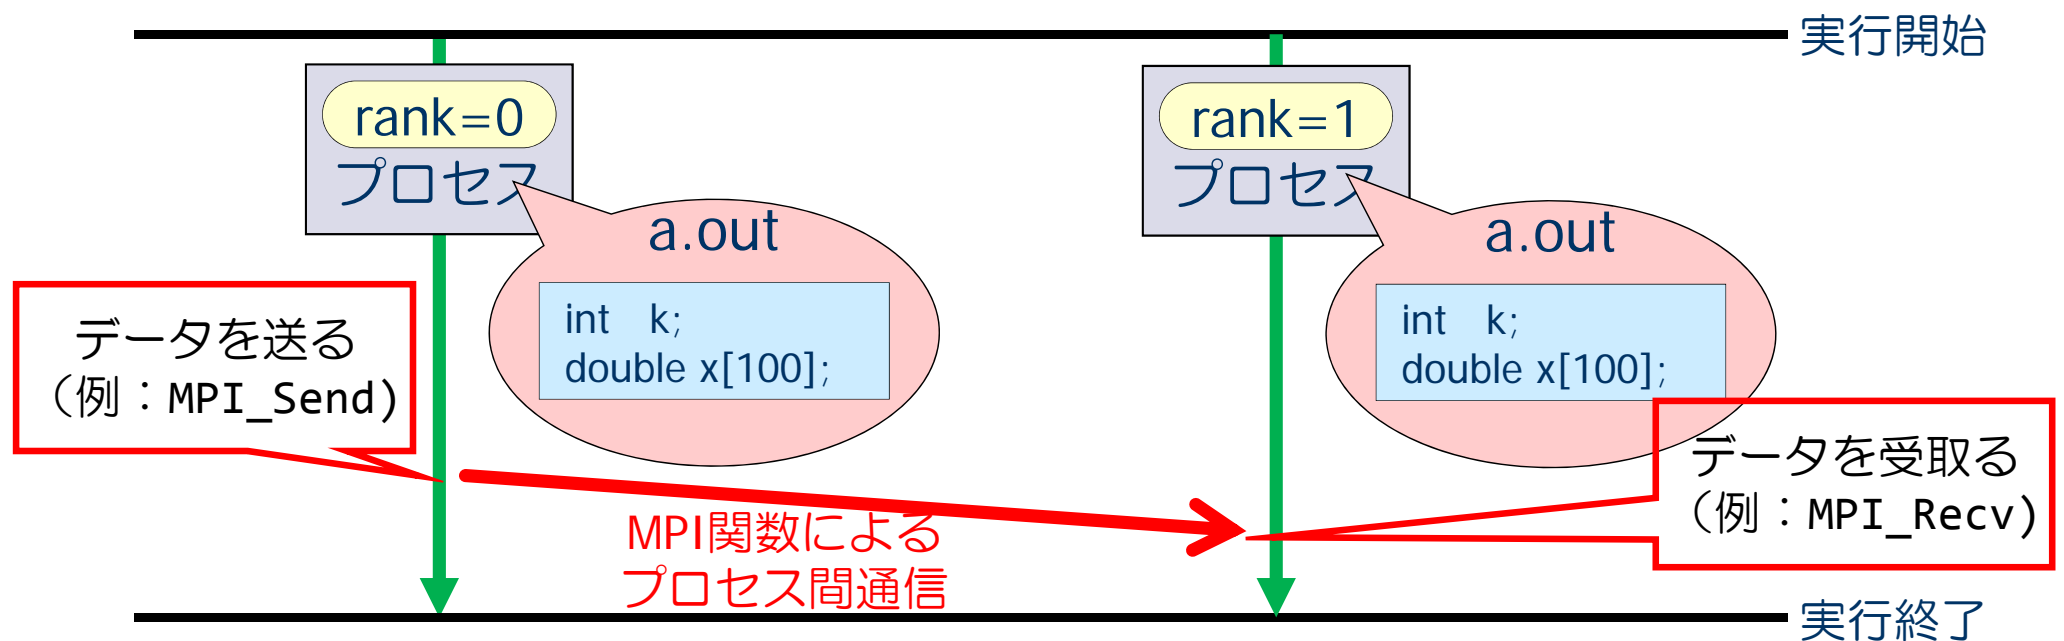 実行開始
rank=0
プロセス
a.out
int k;
double x[100];
rank=1
プロセス
a.out
int k;
double x[100];
データを送る
（例：MPI_Send)
データを受取る
（例：MPI_Recv)
MPI関数による
プロセス間通信
実行終了